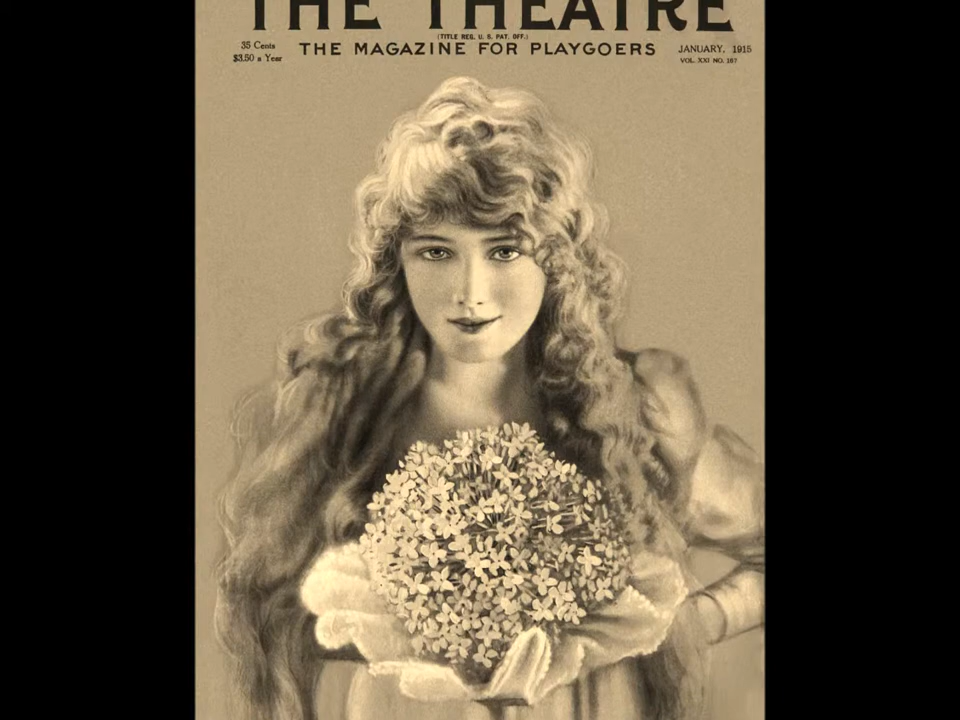 THE THEATRE
(TITLE REG. U. S. PAT. OFF.)
35 Cents
$3.50 a Year
THE MAGAZINE FOR PLAYGOERS
JANUARY, 1915
VOL. XXI NO. 167